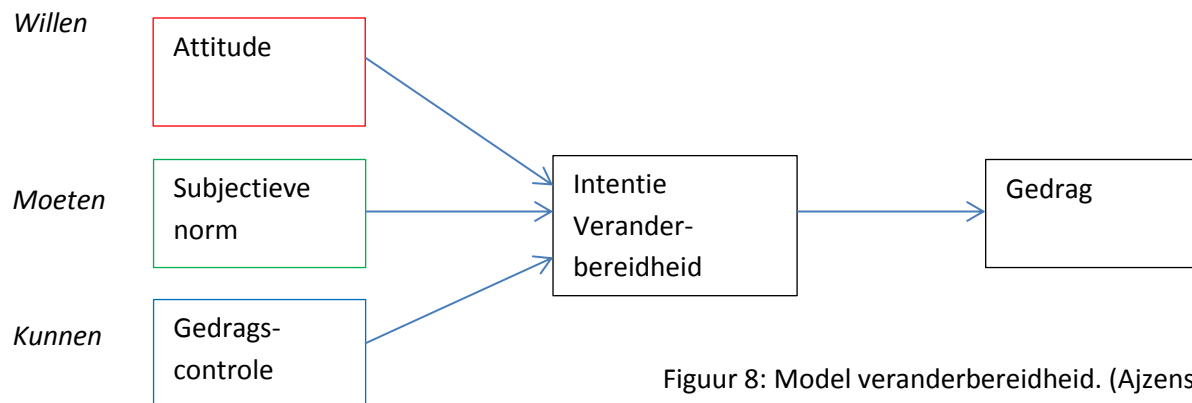 Willen
Attitude
Moeten
Subjectieve
norm
Intentie
Verander-
bereidheid
Gedrag
Kunnen
Gedrags-
controle
Figuur 8: Model veranderbereidheid. (Ajzens